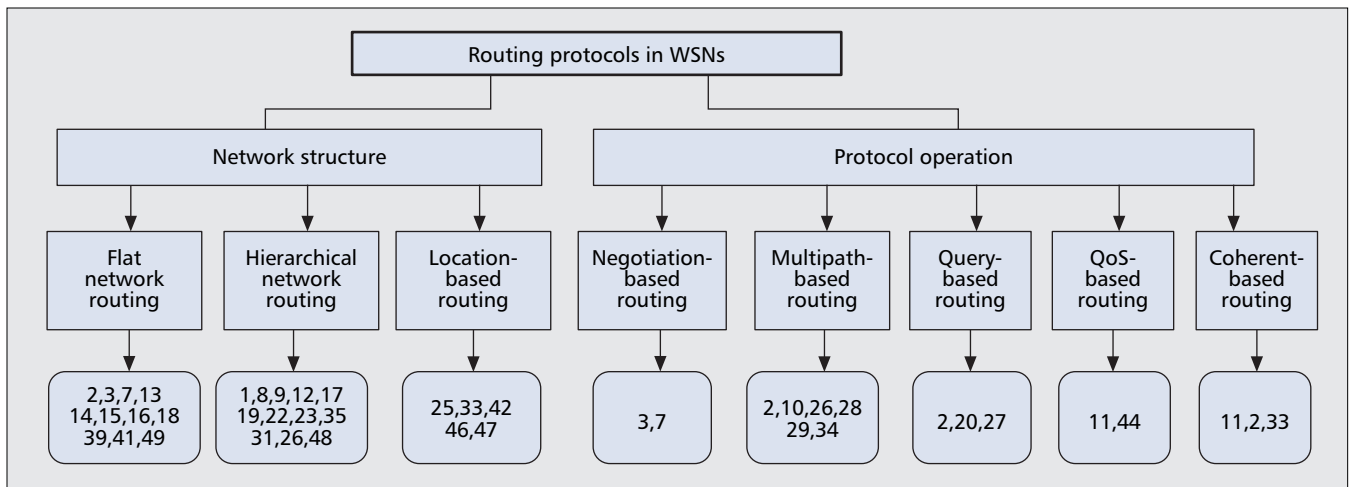 Routing protocols in WSNs
Network structure
Protocol operation
Flat
network
routing
Hierarchical
network
routing
Location-
based
routing
Negotiation-
based
routing
Multipath-
based
routing
Query-
based
routing
QoS-
based
routing
Coherent-
based
routing
2,3,7,13
14,15,16,18
39,41,49
1,8,9,12,17
19,22,23,35
31,26,48
25,33,42
46,47
3,7
2,10,26,28
29,34
2,20,27
11,44
11,2,33